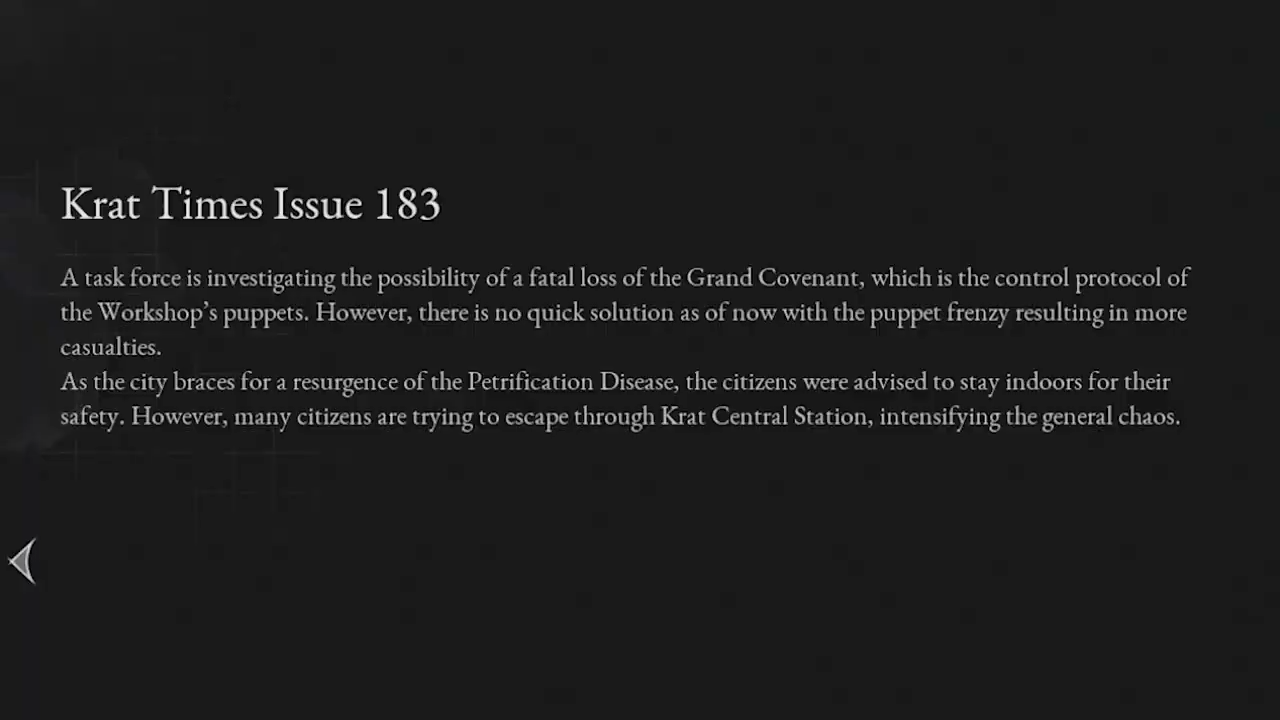 Krat Times Issue 183
A task force is investigating the possibility of a fatal loss of the Grand Covenant, which is the control protocol of
the Workshop’s puppets. However, there is no quick solution as of now with the puppet frenzy resulting in more
casualties.
As the city braces for a resurgence of the Petrification Disease, the citizens were advised to stay indoors for their
safety. However, many citizens are trying to escape through Krat Central Station, intensifying the general chaos.